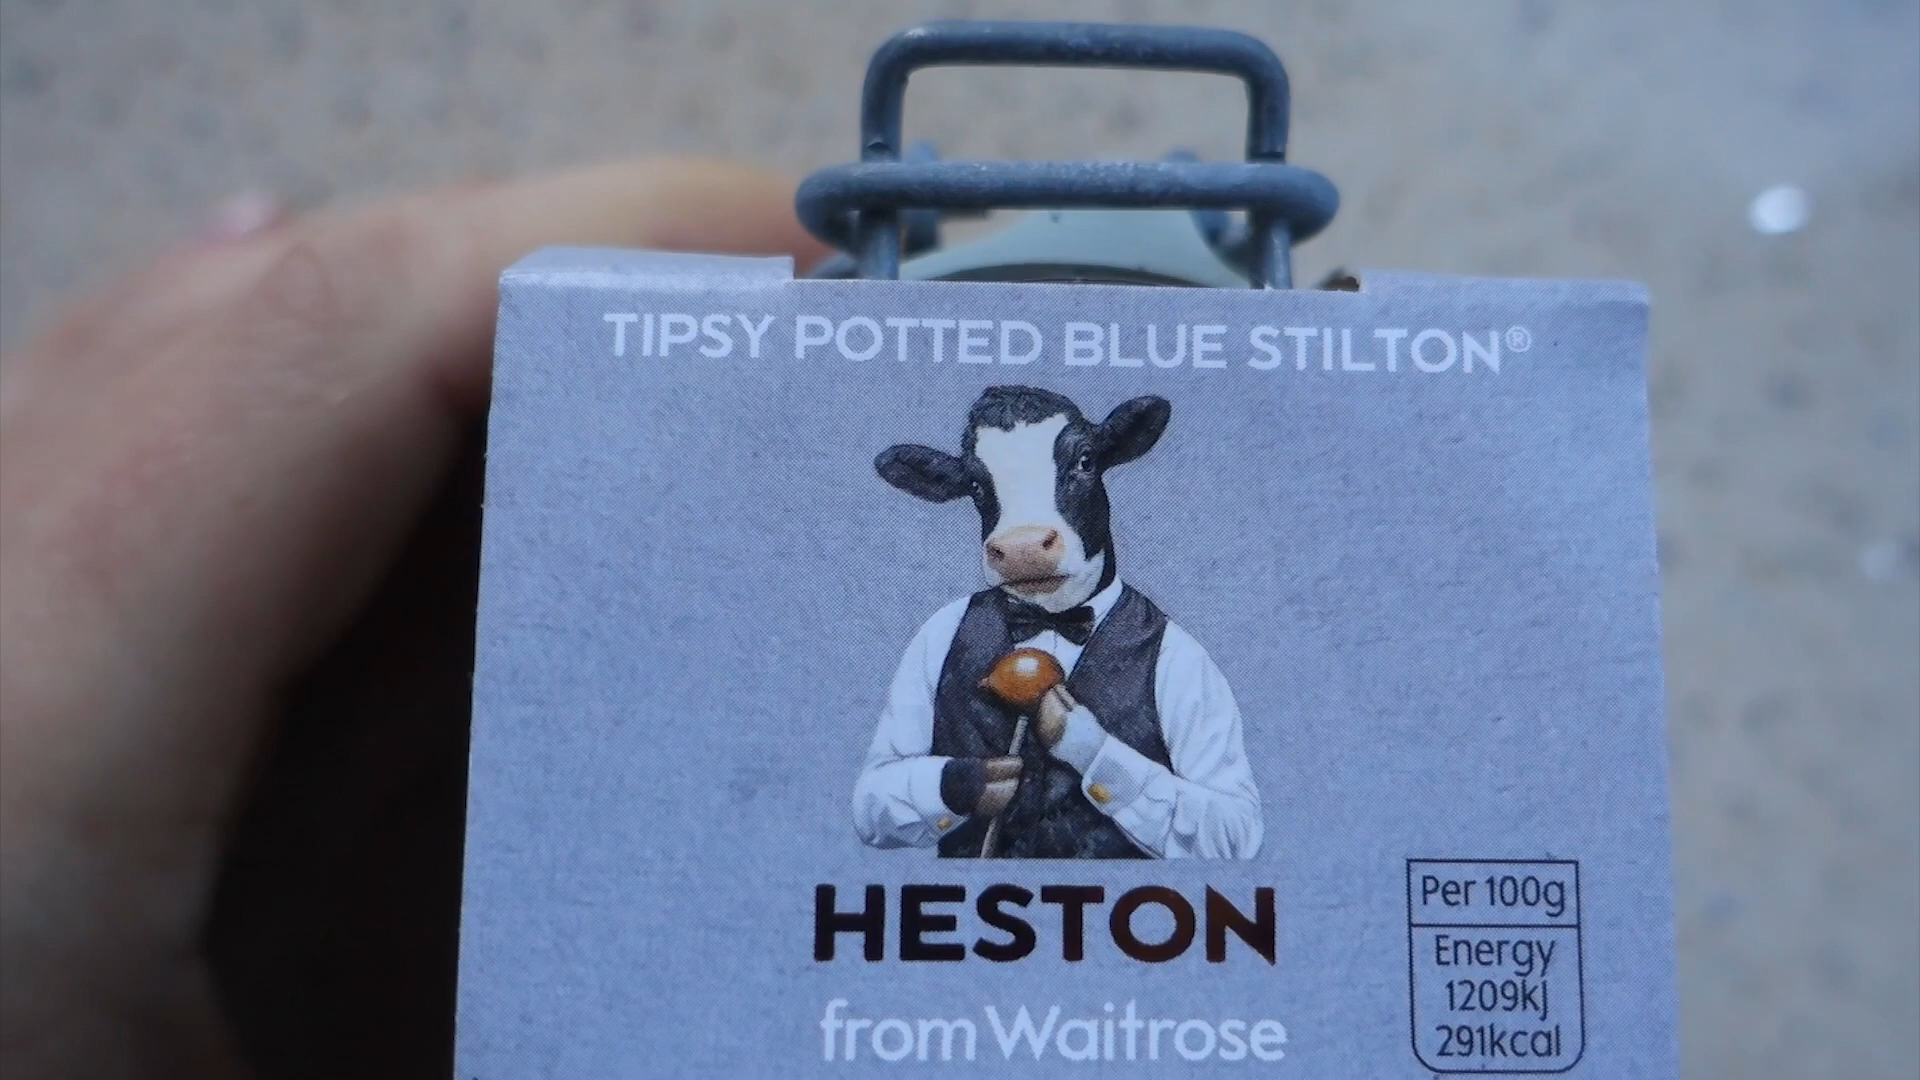 TIPSY POTTED BLUE STILTON®
HESTON
from Waitrose
Per 100g
Energy
1209kJ
291kcal